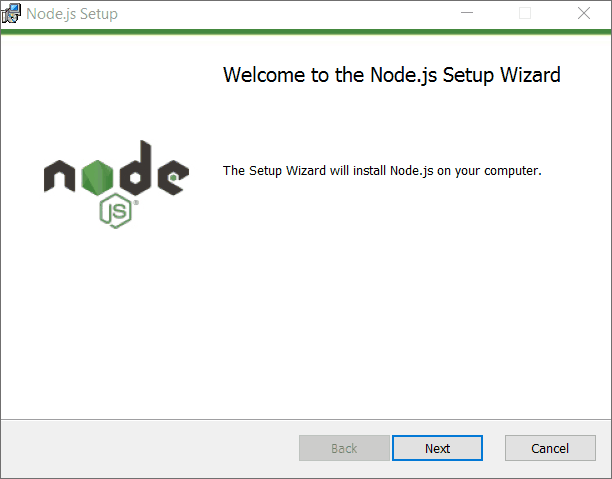 Node.js Setup
Welcome to the Node.js Setup Wizard
node
JS®
The Setup Wizard will install Node.js on your computer.
Back
Next
Cancel